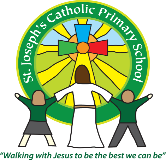 St Joseph's Catholic Primary School
"Walking with Jesus to be the best we can be"